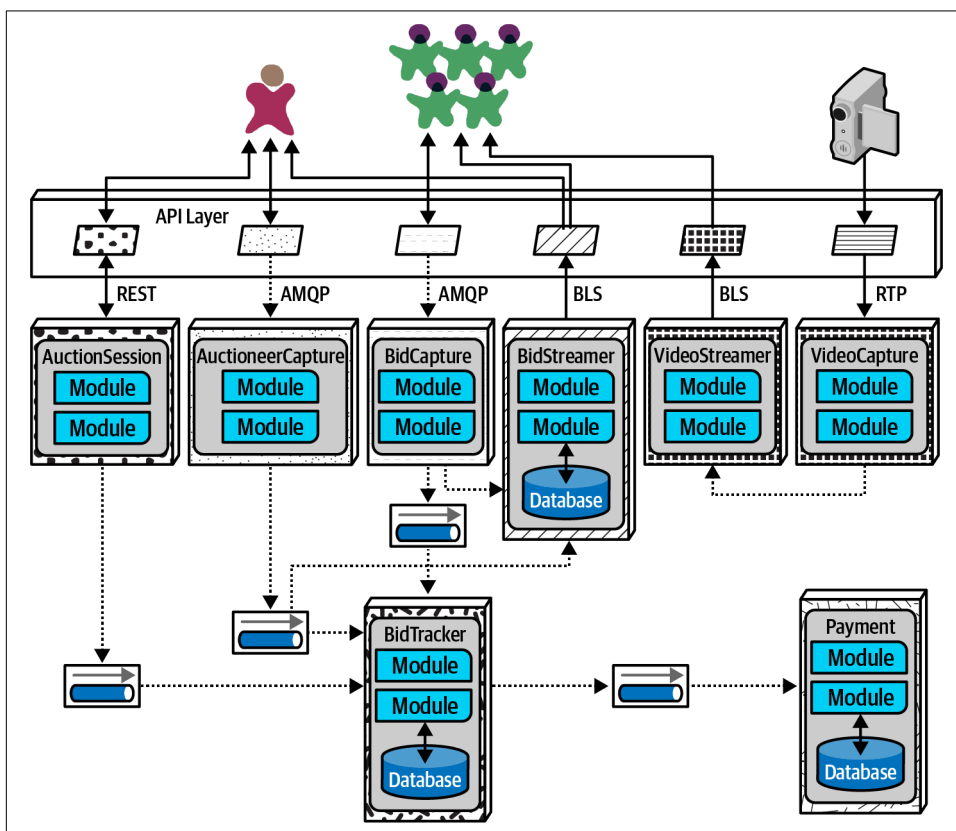 API Layer
REST
AMQP
AMQP
BLS
BLS
RTP
AuctionSession
Module
Module
AuctioneerCapture
Module
Module
BidCapture
Module
Module
BidStreamer
Module
Module
Database
VideoStreamer
Module
Module
VideoCapture
Module
Module
BidTracker
Module
Module
Database
Payment
Module
Module
Database